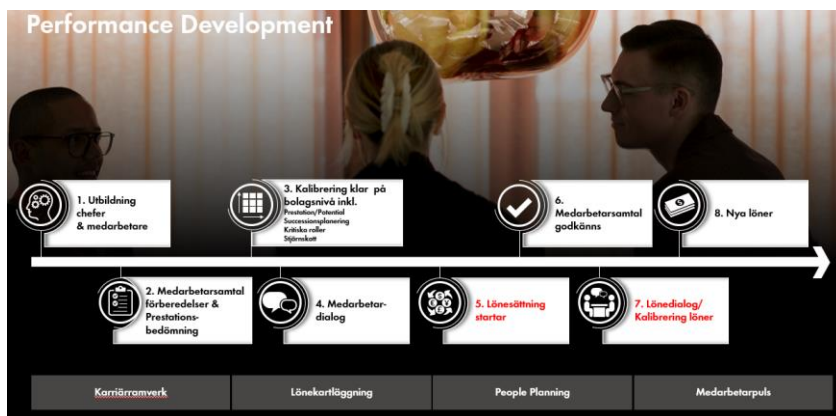 Performance Development
1. Utbildning
chefer
& medarbetare
2. Medarbetarsamtal
förberedelser &
Prestations-
bedömning
3. Kalibrering klar på
bolagsnivå inkl.
Prestation/Potential
Successionsplanering
Kritiska roller
Stjärnskott
4. Medarbetar-
dialog
5. Lönesättning
startar
6.
Medarbetarsamtal
godkänns
7. Lönedialog/
Kalibrering löner
8. Nya löner
Karriärramverk
Lönekartläggning
People Planning
Medarbetarpuls